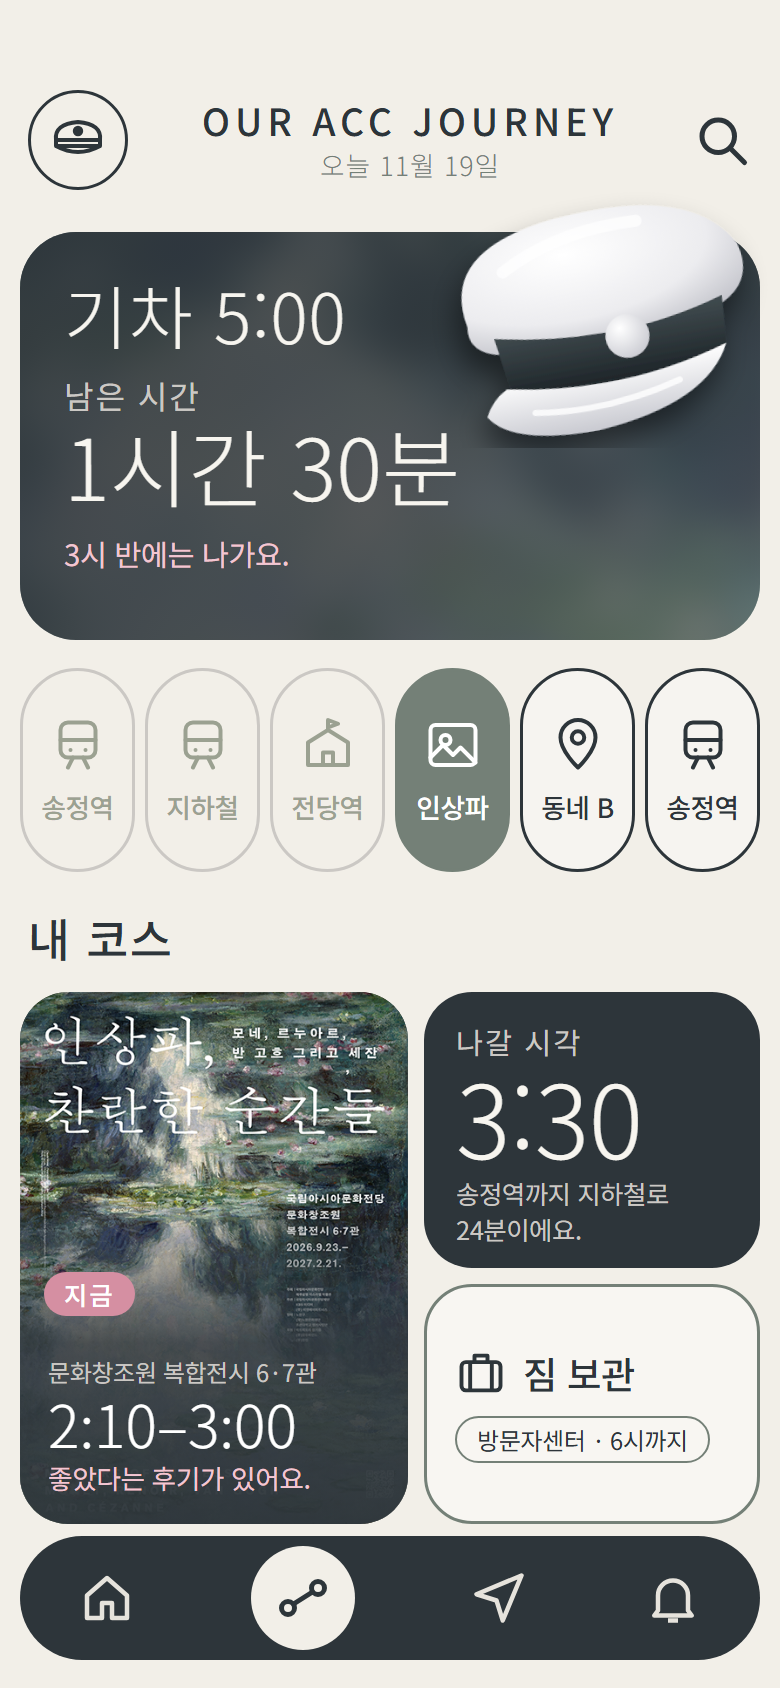 OUR ACC JOURNEY
오늘 11월 19일
기차 5:00
남은 시간
1시간 30분
3시 반에는 나가요.
송정역
지하철
전당역
인상파
동네 B
송정역
내 코스
인상파,
모네, 르누아르,
반 고흐 그리고 세잔,
찬란한 순간들
국립아시아문화전당
문화창조원
복합전시 6·7관
2026.9.23.–
2027.2.21.
지금
문화창조원 복합전시 6·7관
2:10–3:00
좋았다는 후기가 있어요.
나갈 시각
3:30
송정역까지 지하철로
24분이에요.
짐 보관
방문자센터 · 6시까지